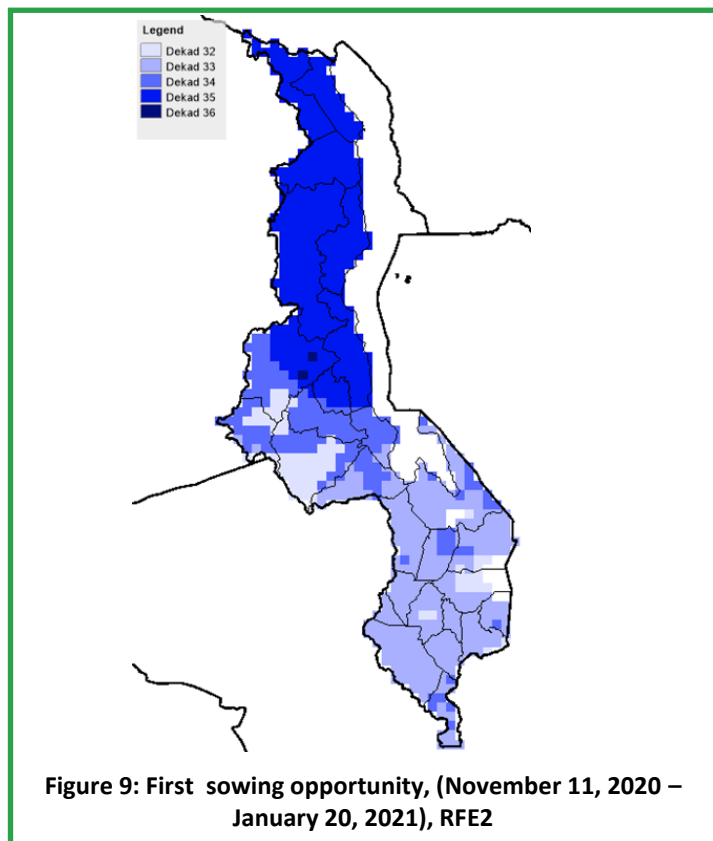 Legend
Dekad 32
Dekad 33
Dekad 34
Dekad 35
Dekad 36
Figure 9: First sowing opportunity, (November 11, 2020 –
January 20, 2021), RFE2